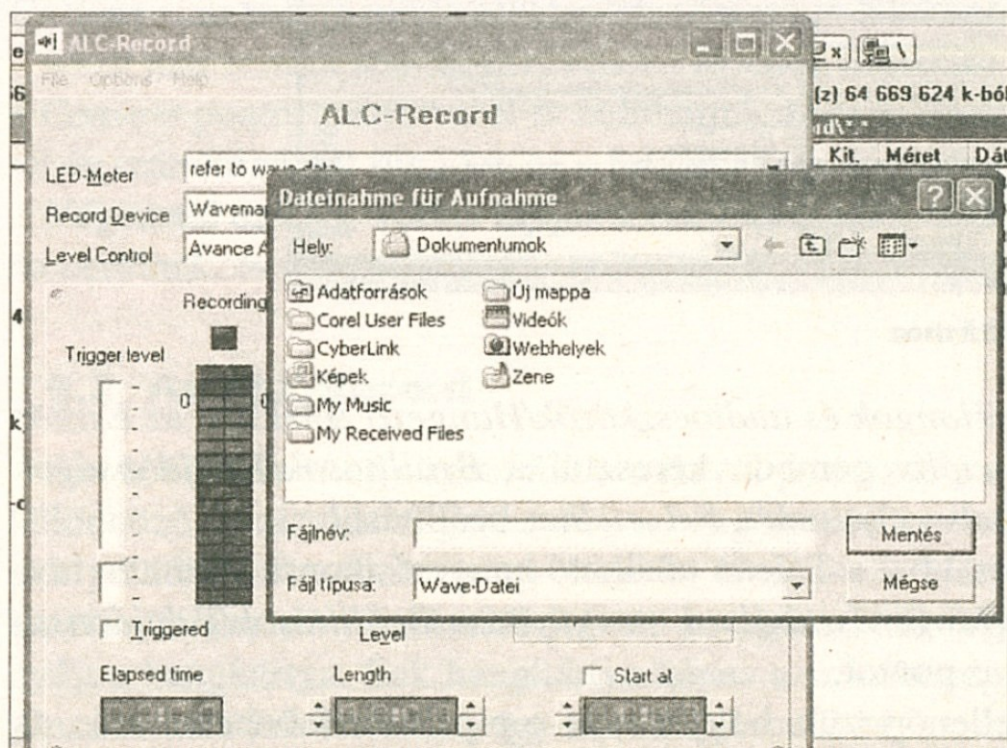 ALC-Record
File Options Help
(z) 64 669 624 k-ból
ALC-Record
Kit. Méret Dát
LED-Meter
refer to wave-data
Record Device
Level Control
Avance A
Dateinahme für Aufnahme
Hely:
Dokumentumok
Adatforrások
Corel User Files
CyberLink
Képek
My Music
My Received Files
Új mappa
Videók
Webhelyek
Zene
Fájlnév:
Mentés
Fájl típusa:
Wave-Datei
Mégse
Recording
Trigger level
0
0
Triggered
Level
Elapsed time
Length
Start at